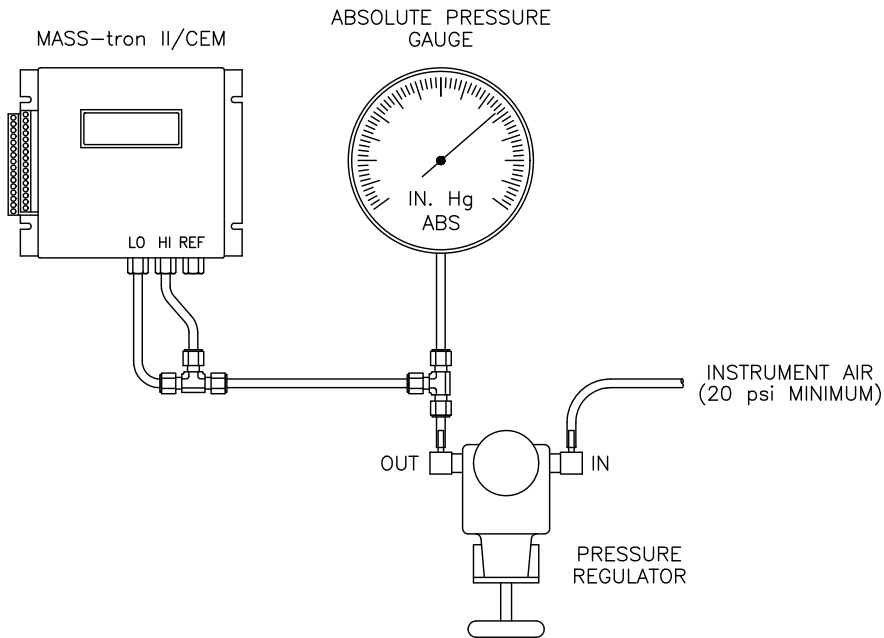 ABSOLUTE PRESSURE
GAUGE
MASS-tron II/CEM
IN. Hg
ABS
LO HI REF
INSTRUMENT AIR
(20 psi MINIMUM)
OUT
IN
PRESSURE
REGULATOR